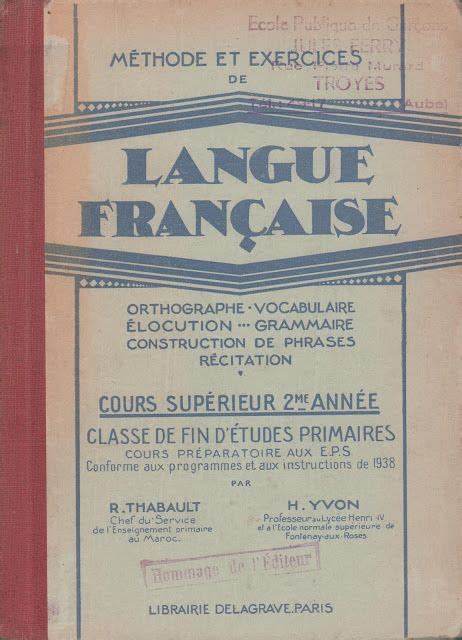 Ecole Publique de Garçons
JULES FERRY
TROYES
Aube)
MÉTHODE ET EXERCICES
DE
LANGUE
FRANÇAISE
ORTHOGRAPHE · VOCABULAIRE
ÉLOCUTION ··· GRAMMAIRE
CONSTRUCTION DE PHRASES
RÉCITATION
COURS SUPÉRIEUR 2ME ANNÉE
CLASSE DE FIN D'ÉTUDES PRIMAIRES
COURS PRÉPARATOIRE AUX E.P.S
Conforme aux programmes et aux instructions de 1938
PAR
R. THABAULT
Chef du Service
de l'Enseignement primaire
au Maroc.
H. YVON
Professeur au Lycée Henri IV
et à l'École normale supérieure de
Fontenay-aux-Roses
Hommage de l'Éditeur
LIBRAIRIE DELAGRAVE. PARIS